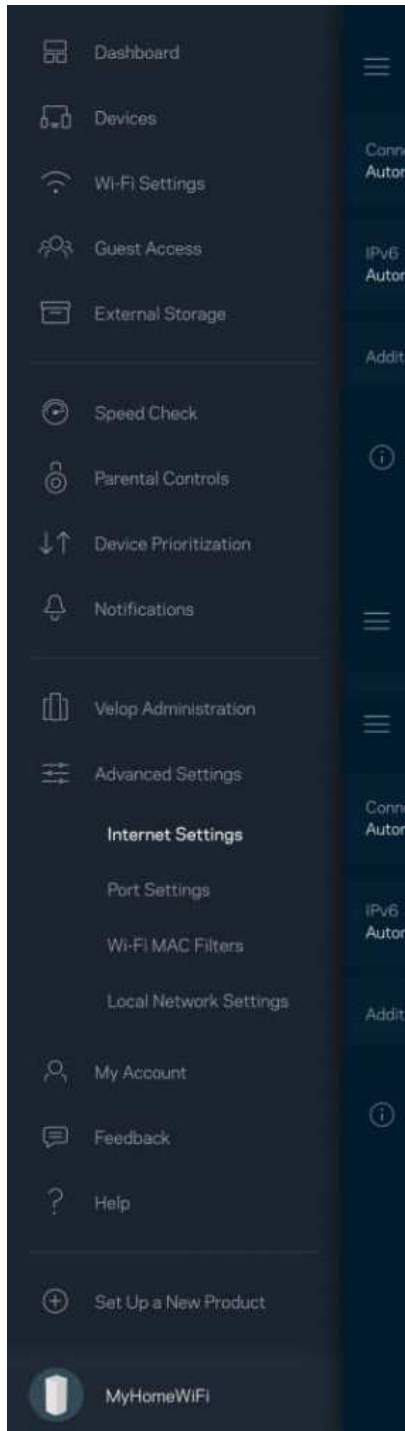 Dashboard
Devices
Wi-Fi Settings
Guest Access
External Storage
Speed Check
Parental Controls
Device Prioritization
Notifications
Velop Administration
Advanced Settings
Internet Settings
Port Settings
Wi-Fi MAC Filters
Local Network Settings
My Account
Feedback
Help
Set Up a New Product
MyHomeWiFi
IPv6
IPv6